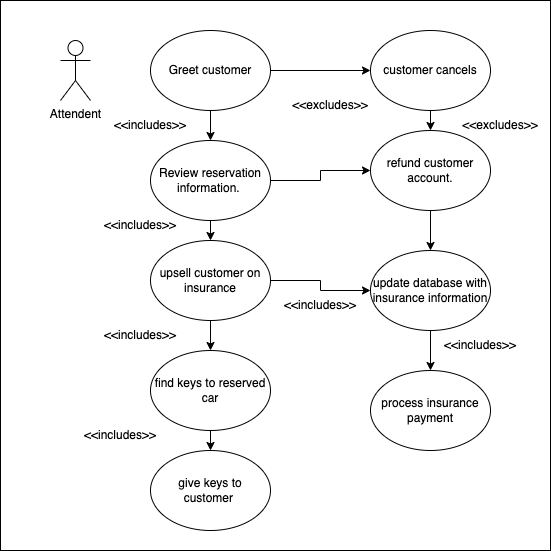 Greet customer
customer cancels
Attendent
<<includes>>
<<excludes>>
<<excludes>>
Review reservation
information.
refund customer
account.
<<includes>>
upsell customer on
insurance
update database with
insurance information
<<includes>>
<<includes>>
<<includes>>
find keys to reserved
car
process insurance
payment
<<includes>>
give keys to
customer